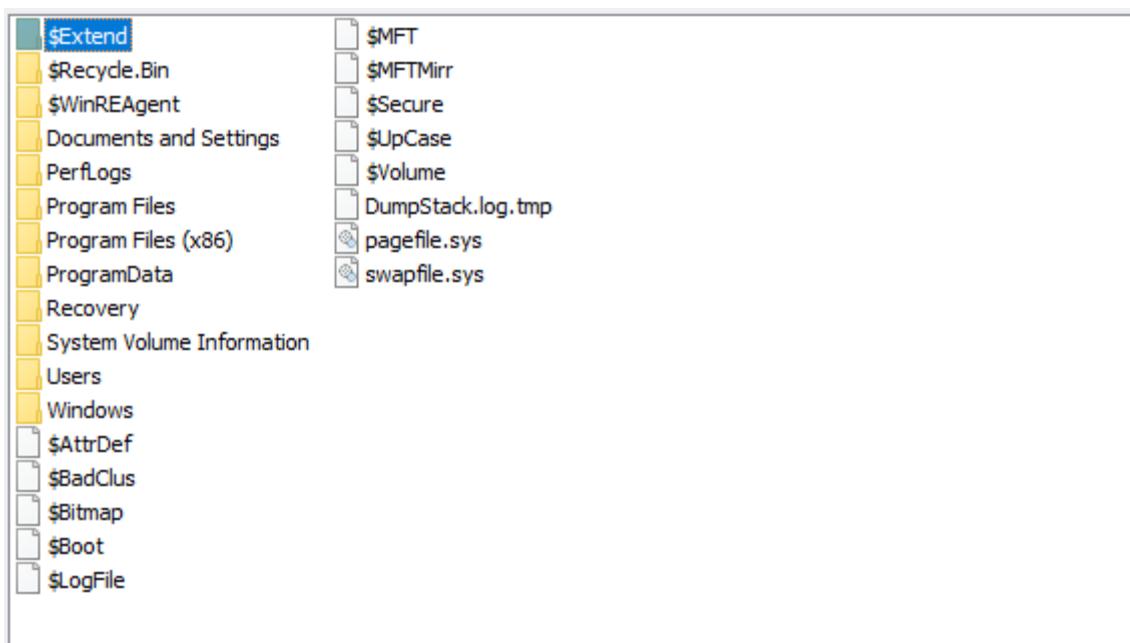 $Extend
$Recycle.Bin
$WinREAgent
Documents and Settings
PerfLogs
Program Files
Program Files (x86)
ProgramData
Recovery
System Volume Information
Users
Windows
$AttrDef
$BadClus
$Bitmap
$Boot
$LogFile
$MFT
$MFTMirr
$Secure
$UpCase
$Volume
DumpStack.log.tmp
pagefile.sys
swapfile.sys